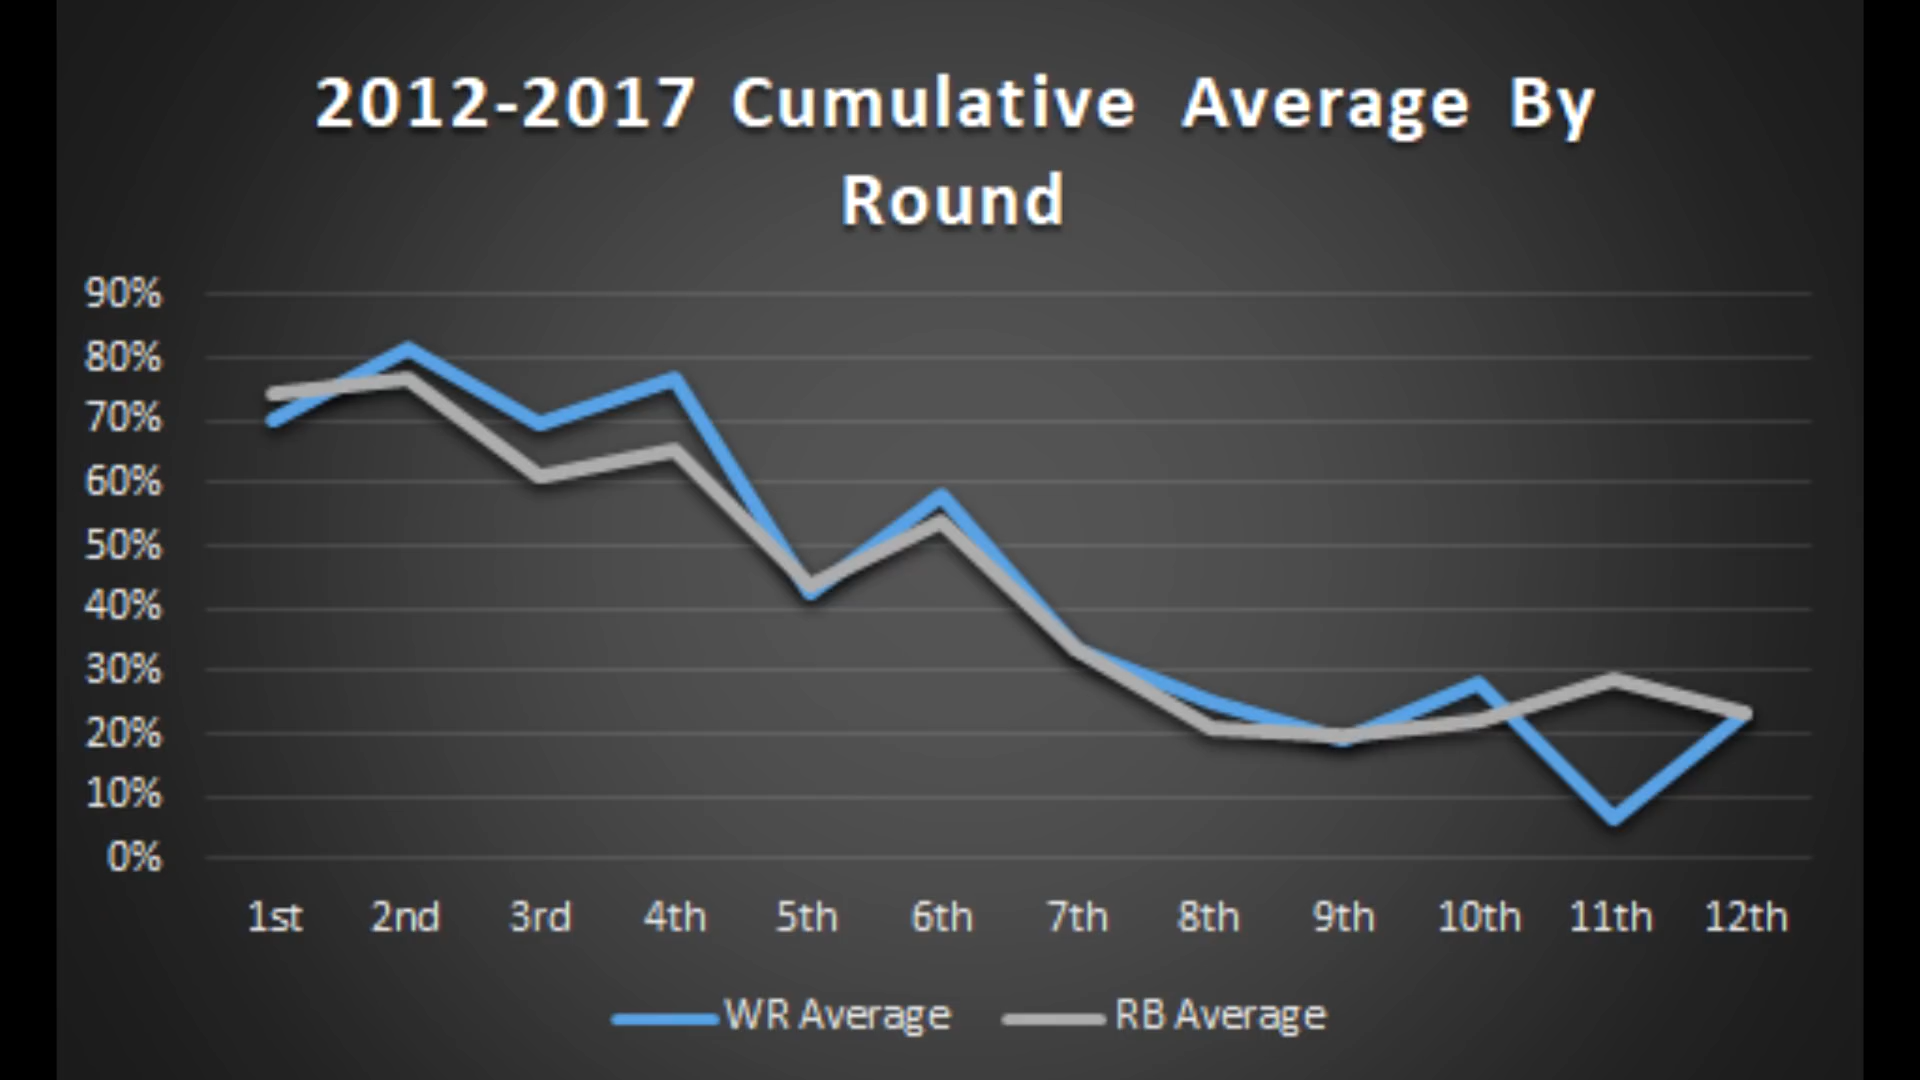 2012-2017 Cumulative Average By
Round
90%
80%
70%
60%
50%
40%
30%
20%
10%
0%
1st 2nd 3rd 4th 5th 6th 7th 8th 9th 10th 11th 12th
WR Average RB Average